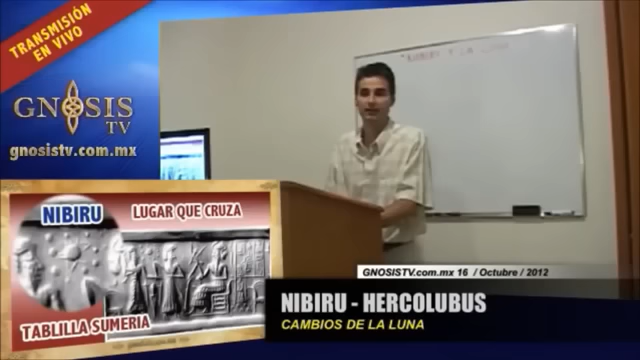 TRANSMISIÓN
EN VIVO
GNOSIS
TV
gnosistv.com.mx
NIBIRU
LUGAR QUE CRUZA
TABLILLA SUMERIA
GNOSISTV.com.mx 16 / Octubre / 2012
NIBIRU - HERCOLUBUS
CAMBIOS DE LA LUNA